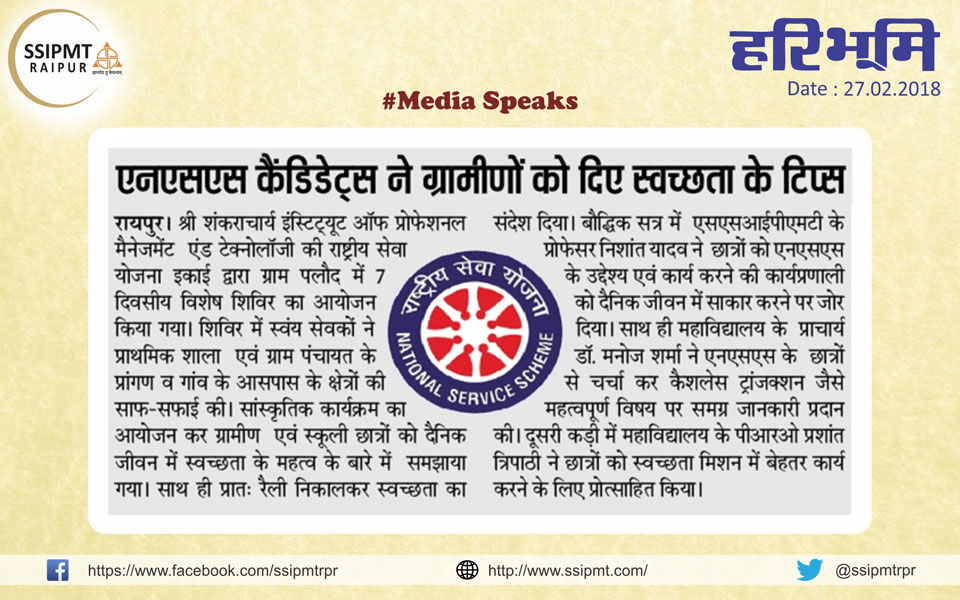 SSIPMT
RAIPUR
हरिभूमि
Date : 27.02.2018
#Media Speaks
एनएसएस कैंडिडेट्स ने ग्रामीणों को दिए स्वच्छता के टिप्स
रायपुर। श्री शंकराचार्य इंस्टिट्यूट ऑफ प्रोफेशनल
मैनेजमेंट एंड टेक्नोलॉजी की राष्ट्रीय सेवा
योजना इकाई द्वारा ग्राम पलौद में 7
दिवसीय विशेष शिविर का आयोजन
किया गया। शिविर में स्वंय सेवकों ने
प्राथमिक शाला एवं ग्राम पंचायत के
प्रांगण व गांव के आसपास के क्षेत्रों की
साफ-सफाई की। सांस्कृतिक कार्यक्रम का
आयोजन कर ग्रामीण एवं स्कूली छात्रों को दैनिक
जीवन में स्वच्छता के महत्व के बारे में समझाया
गया। साथ ही प्रातः रैली निकालकर स्वच्छता का
राष्ट्रीय सेवा योजना
NATIONAL SERVICE SCHEME
संदेश दिया। बौद्धिक सत्र में एसएसआईपीएमटी के
प्रोफेसर निशांत यादव ने छात्रों को एनएसएस
के उद्देश्य एवं कार्य करने की कार्यप्रणाली
को दैनिक जीवन में साकार करने पर जोर
दिया। साथ ही महाविद्यालय के प्राचार्य
डॉ. मनोज शर्मा ने एनएसएस के छात्रों
से चर्चा कर कैशलेस ट्रांजक्शन जैसे
महत्वपूर्ण विषय पर समग्र जानकारी प्रदान
की। दूसरी कड़ी में महाविद्यालय के पीआरओ प्रशांत
त्रिपाठी ने छात्रों को स्वच्छता मिशन में बेहतर कार्य
करने के लिए प्रोत्साहित किया।
https://www.facebook.com/ssipmtrpr
http://www.ssipmt.com/
@ssipmtrpr